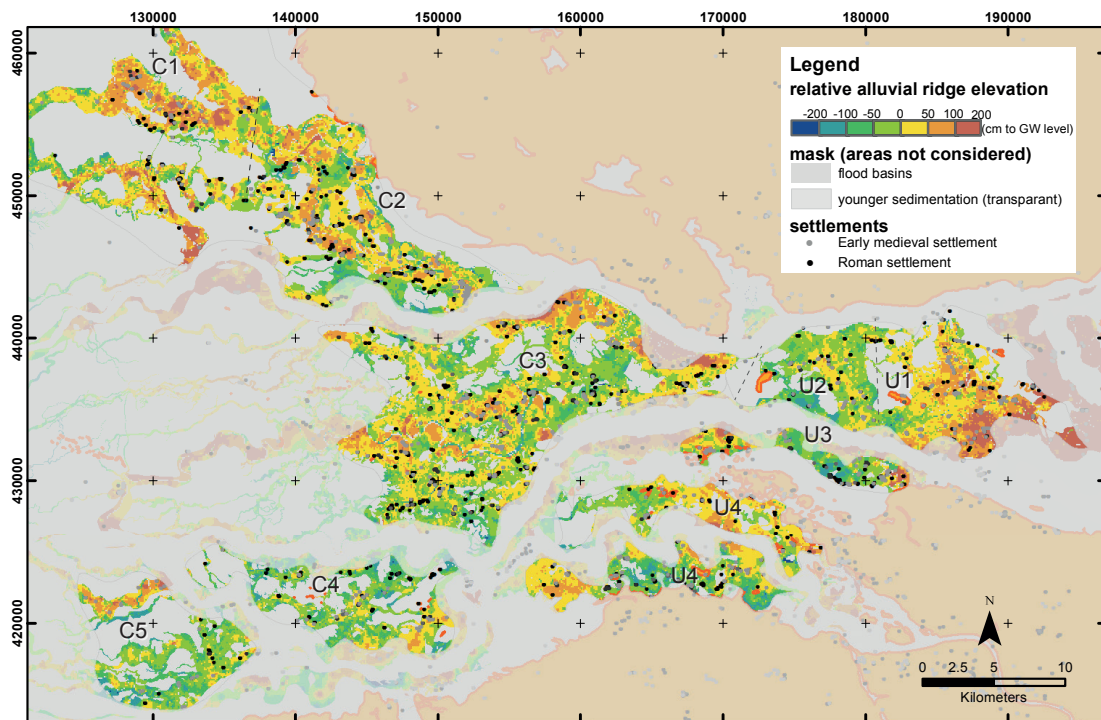 130000 140000 150000 160000 170000 180000 190000
460000
450000
440000
430000
420000
Legend
relative alluvial ridge elevation
-200 -100 -50 0 50 100 200
(cm to GW level)
mask (areas not considered)
flood basins
younger sedimentation (transparant)
settlements
Early medieval settlement
Roman settlement
C1
C2
C3
U2
U1
U3
U4
U4
C4
C5
N
0 2.5 5 10
Kilometers